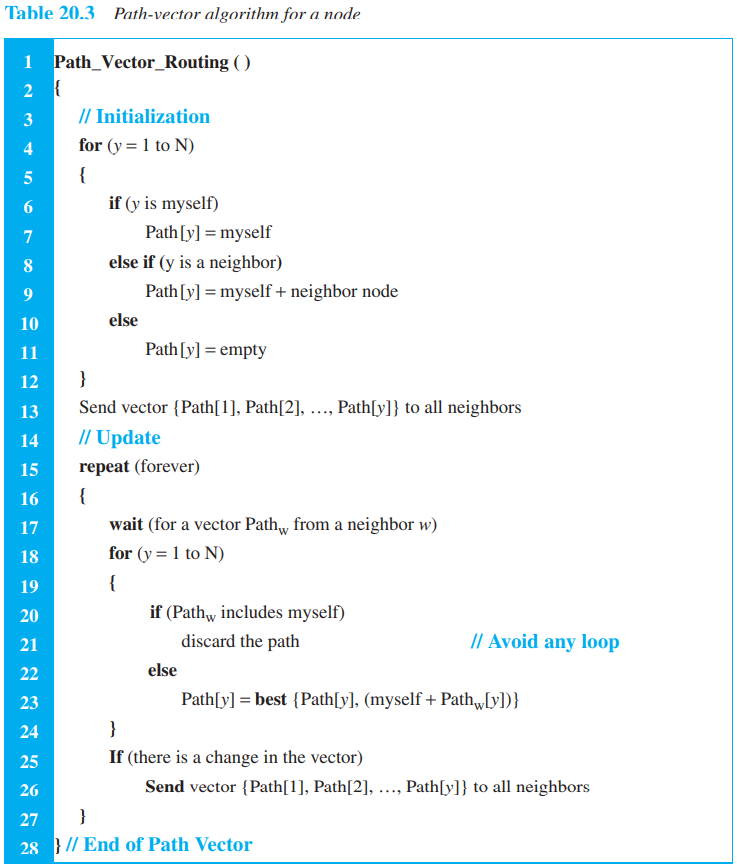 Table 20.3 Path-vector algorithm for a node
1 Path_Vector_Routing ( )
2 {
3 // Initialization
4 for (y = 1 to N)
5 {
6 if (y is myself)
7 Path[y] = myself
8 else if (y is a neighbor)
9 Path[y] = myself + neighbor node
10 else
11 Path[y] = empty
12 }
13 Send vector {Path[1], Path[2], …, Path[y]} to all neighbors
14 // Update
15 repeat (forever)
16 {
17 wait (for a vector Pathw from a neighbor w)
18 for (y = 1 to N)
19 {
20 if (Pathw includes myself)
21 discard the path // Avoid any loop
22 else
23 Path[y] = best {Path[y], (myself + Pathw[y])}
24 }
25 If (there is a change in the vector)
26 Send vector {Path[1], Path[2], …, Path[y]} to all neighbors
27 }
28 } // End of Path Vector